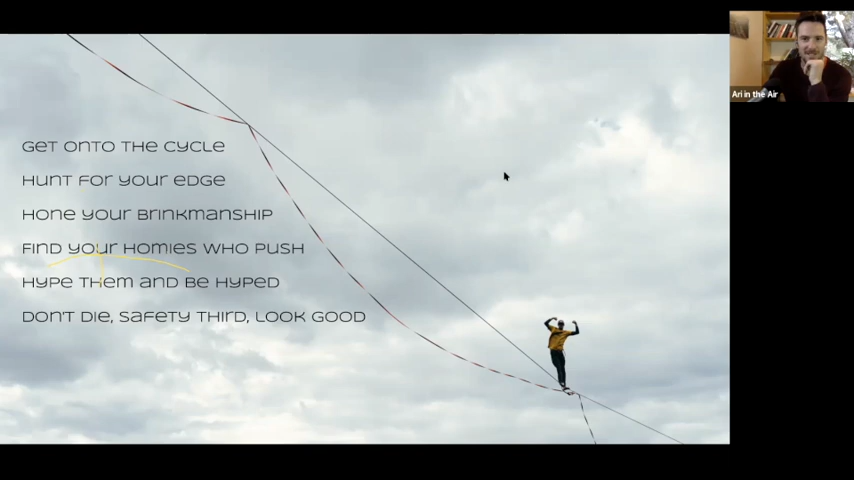 GET ONTO THE CYCLE
HUNT FOR YOUR EDGE
HONE YOUR BRINKMANSHIP
FIND YOUR HOMIES WHO PUSH
HYPE THEM AND BE HYPED
DON'T DIE, SAFETY THIRD, LOOK GOOD
Ari in the Air